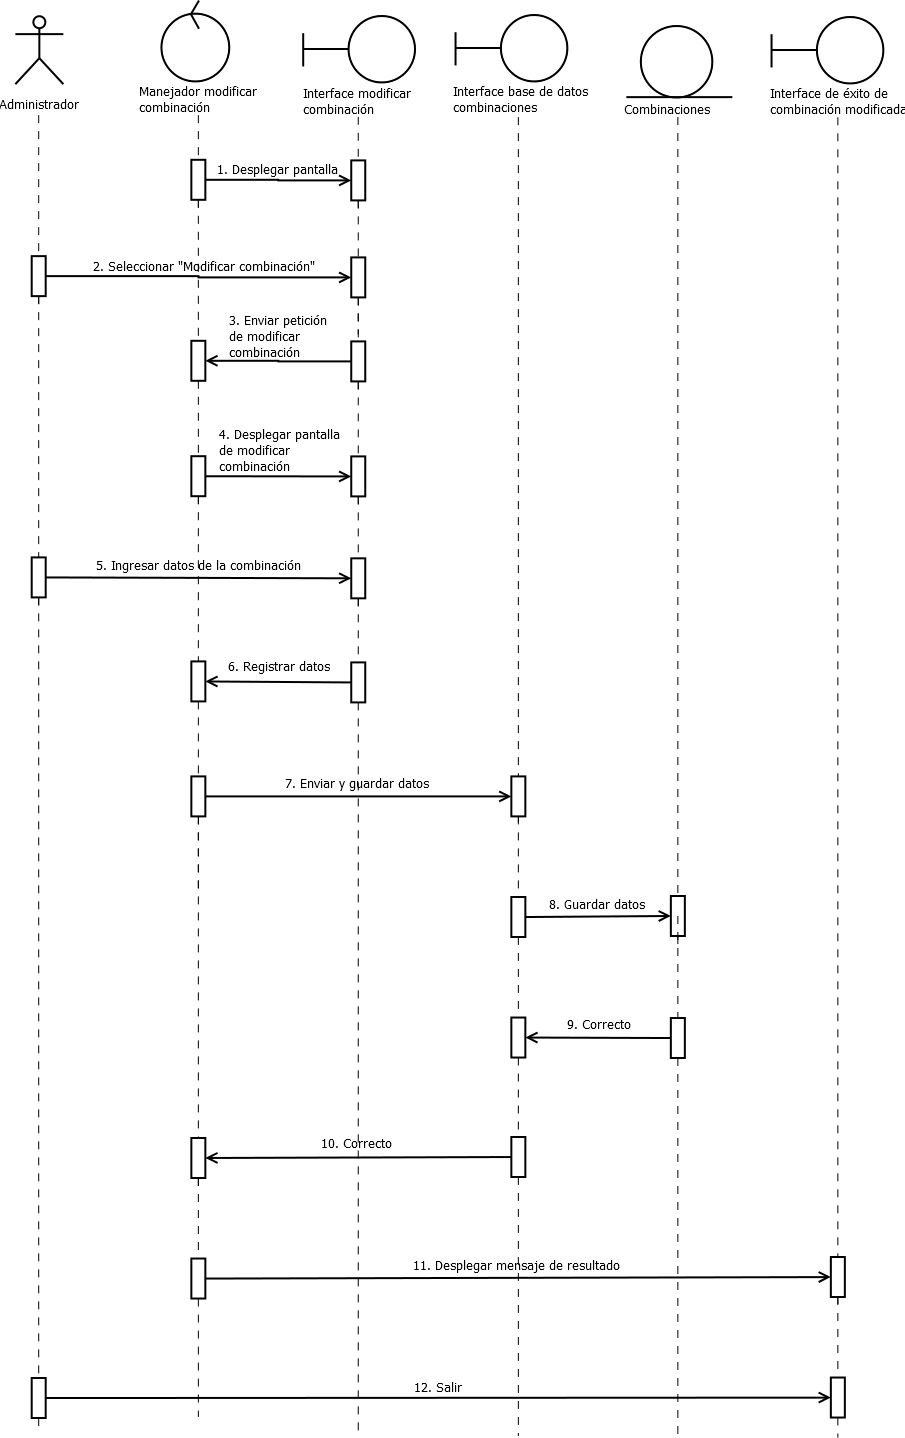 Administrador
Manejador modificar
combinación
Interface modificar
combinación
Interface base de datos
combinaciones
Combinaciones
Interface de éxito de
combinación modificada
1. Desplegar pantalla
2. Seleccionar "Modificar combinación"
3. Enviar petición
de modificar
combinación
4. Desplegar pantalla
de modificar
combinación
5. Ingresar datos de la combinación
6. Registrar datos
7. Enviar y guardar datos
8. Guardar datos
9. Correcto
10. Correcto
11. Desplegar mensaje de resultado
12. Salir